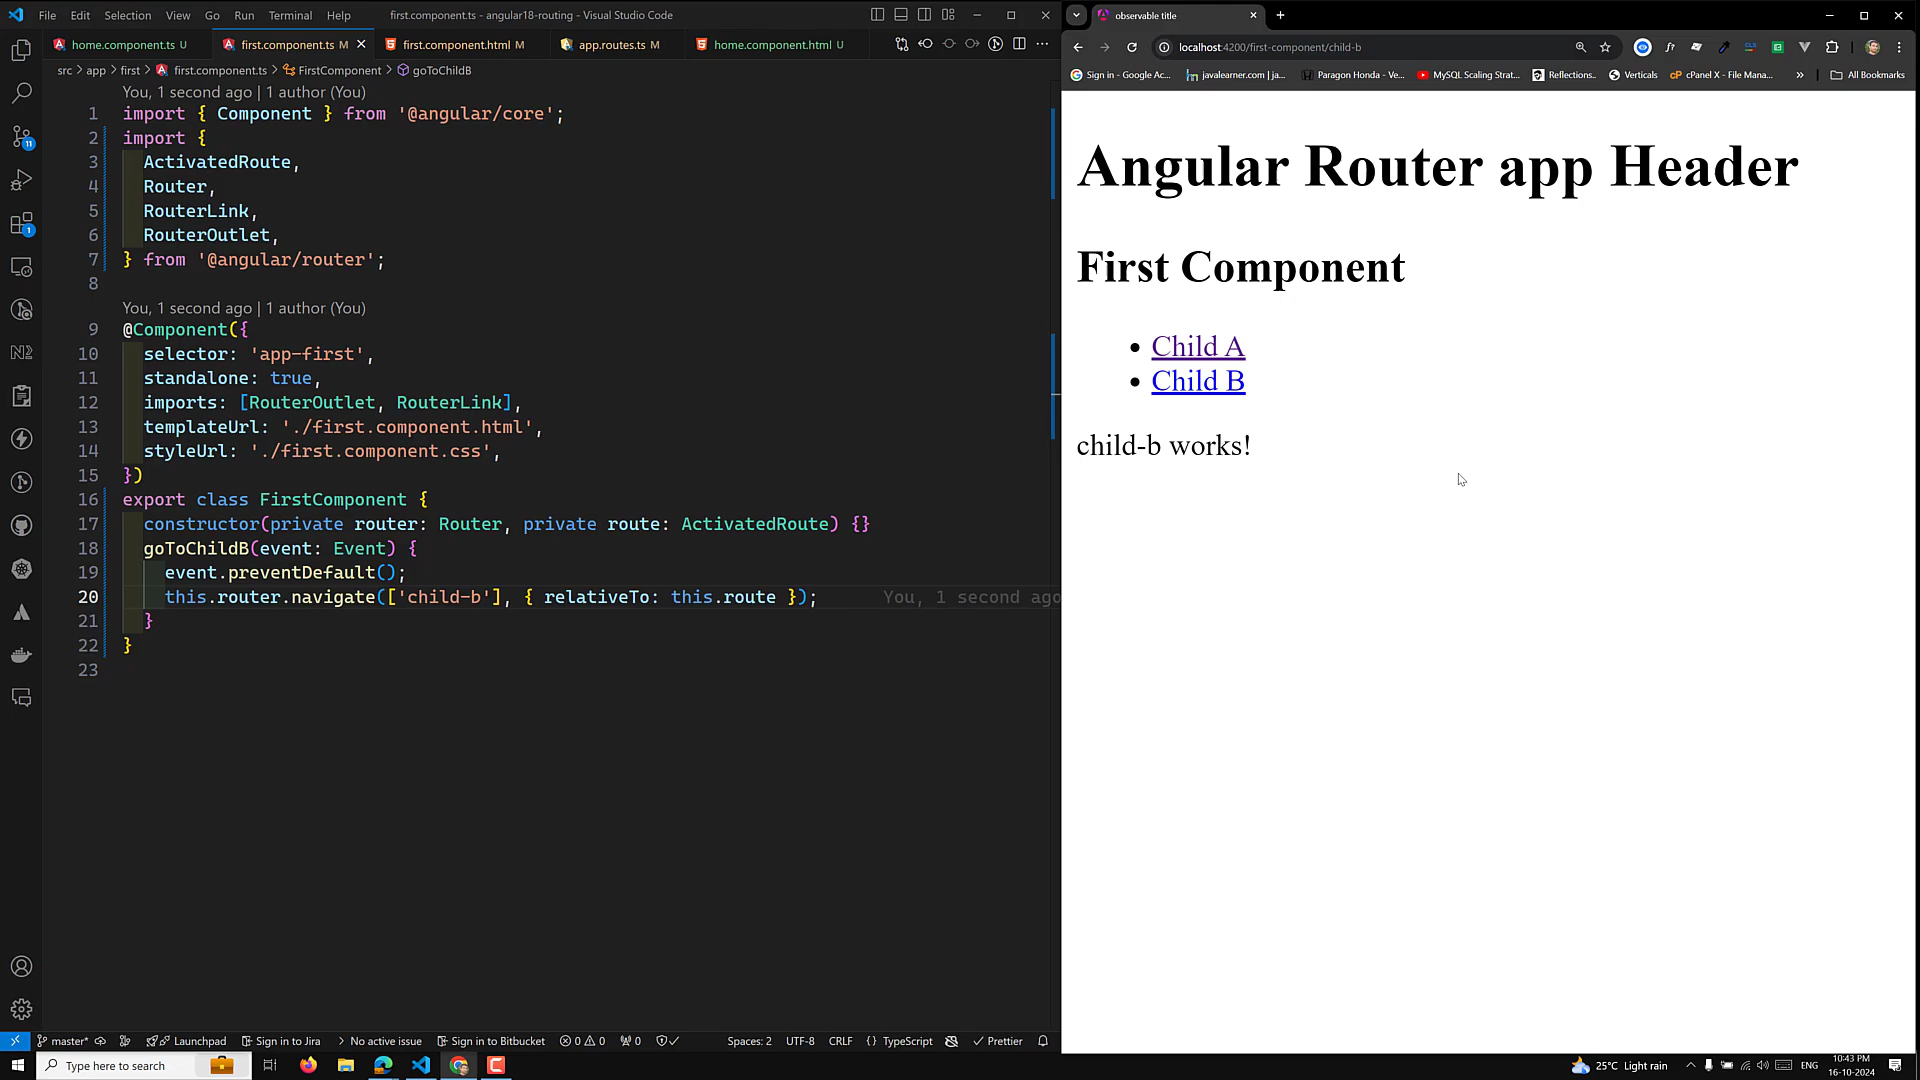 File Edit Selection View Go Run Terminal Help
first.component.ts - angular18-routing - Visual Studio Code
home.component.ts U
first.component.ts M
first.component.html M
app.routes.ts M
home.component.html U
src > app > first > first.component.ts > FirstComponent > goToChildB
You, 1 second ago | 1 author (You)
1 import { Component } from '@angular/core';
2 import {
3 ActivatedRoute,
4 Router,
5 RouterLink,
6 RouterOutlet,
7 } from '@angular/router';
8
You, 1 second ago | 1 author (You)
9 @Component({
10 selector: 'app-first',
11 standalone: true,
12 imports: [RouterOutlet, RouterLink],
13 templateUrl: './first.component.html',
14 styleUrl: './first.component.css',
15 })
16 export class FirstComponent {
17 constructor(private router: Router, private route: ActivatedRoute) {}
18 goToChildB(event: Event) {
19 event.preventDefault();
20 this.router.navigate(['child-b'], { relativeTo: this.route }); You, 1 second ago
21 }
22 }
23
11
1
master* Launchpad Sign in to Jira No active issue Sign in to Bitbucket 0 0 0 Spaces: 2 UTF-8 CRLF {} TypeScript Prettier
observable title
localhost:4200/first-component/child-b
Sign in - Google Ac... javalearner.com | ja... Paragon Honda - Ve... MySQL Scaling Strat... Reflections... Verticals cPanel X - File Mana... » All Bookmarks
Angular Router app Header
First Component
Child A
Child B
child-b works!
Type here to search
25°C Light rain
ENG
10:43 PM
16-10-2024